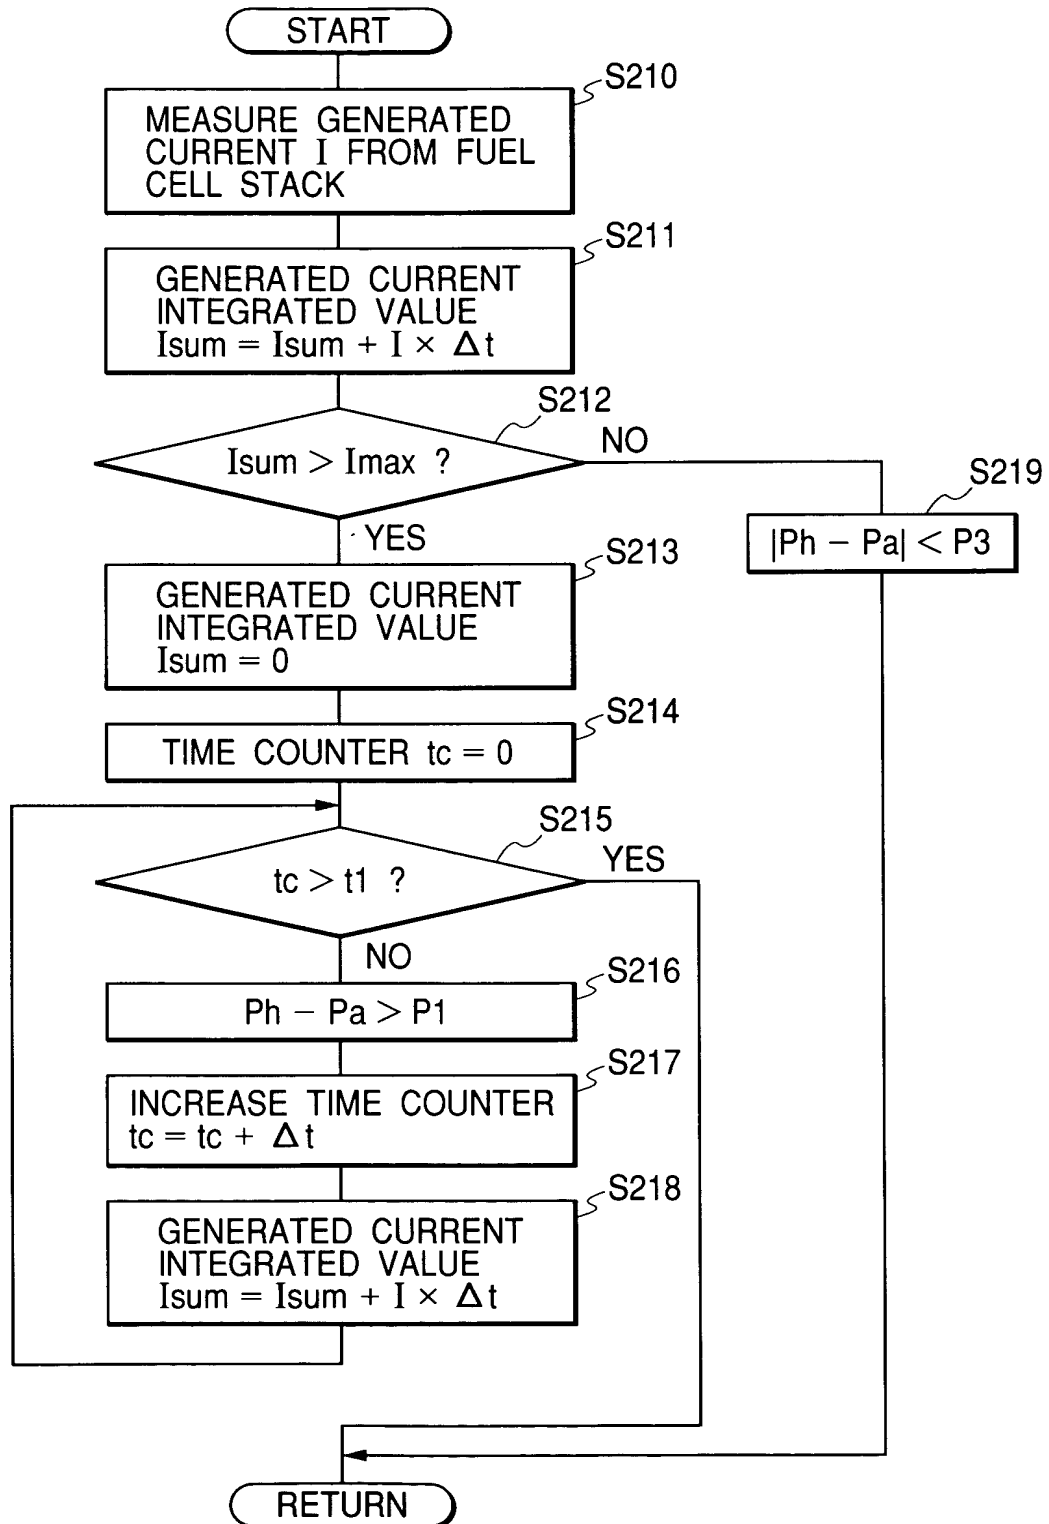 START
S210
MEASURE GENERATED
CURRENT I FROM FUEL
CELL STACK
S211
GENERATED CURRENT
INTEGRATED VALUE
Isum = Isum + I × Δt
S212
Isum > Imax ?
NO
S219
|Ph − Pa| < P3
YES
S213
GENERATED CURRENT
INTEGRATED VALUE
Isum = 0
S214
TIME COUNTER tc = 0
S215
tc > t1 ?
YES
NO
S216
Ph − Pa > P1
S217
INCREASE TIME COUNTER
tc = tc + Δt
S218
GENERATED CURRENT
INTEGRATED VALUE
Isum = Isum + I × Δt
RETURN